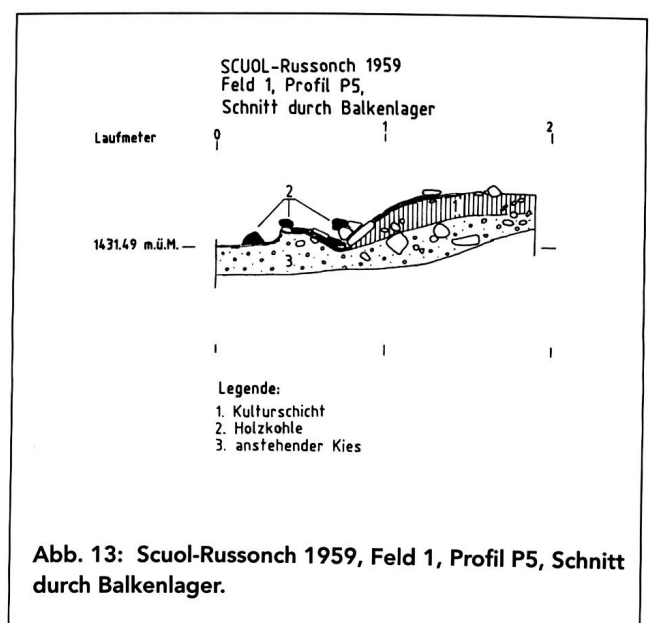 SCUOL-Russonch 1959
Feld 1, Profil P5,
Schnitt durch Balkenlager
Laufmeter 0 1 2
2
1
1431.49 m.ü.M.
3
Legende:
1. Kulturschicht
2. Holzkohle
3. anstehender Kies
Abb. 13: Scuol-Russonch 1959, Feld 1, Profil P5, Schnitt
durch Balkenlager.